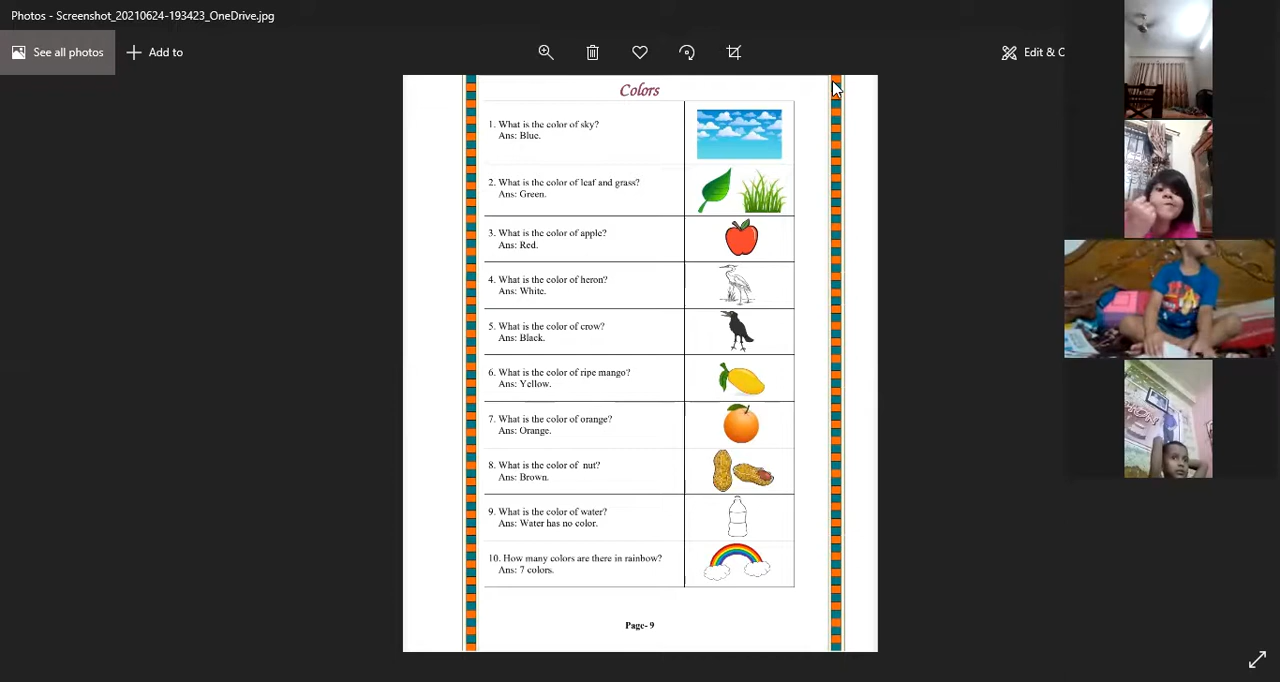 Photos - Screenshot_20210624-193423_OneDrive.jpg
See all photos
Add to
Edit & C
Colors
1. What is the color of sky?
Ans: Blue.
2. What is the color of leaf and grass?
Ans: Green.
3. What is the color of apple?
Ans: Red.
4. What is the color of heron?
Ans: White.
5. What is the color of crow?
Ans: Black.
6. What is the color of ripe mango?
Ans: Yellow.
7. What is the color of orange?
Ans: Orange.
8. What is the color of nut?
Ans: Brown.
9. What is the color of water?
Ans: Water has no color.
10. How many colors are there in rainbow?
Ans: 7 colors.
Page- 9